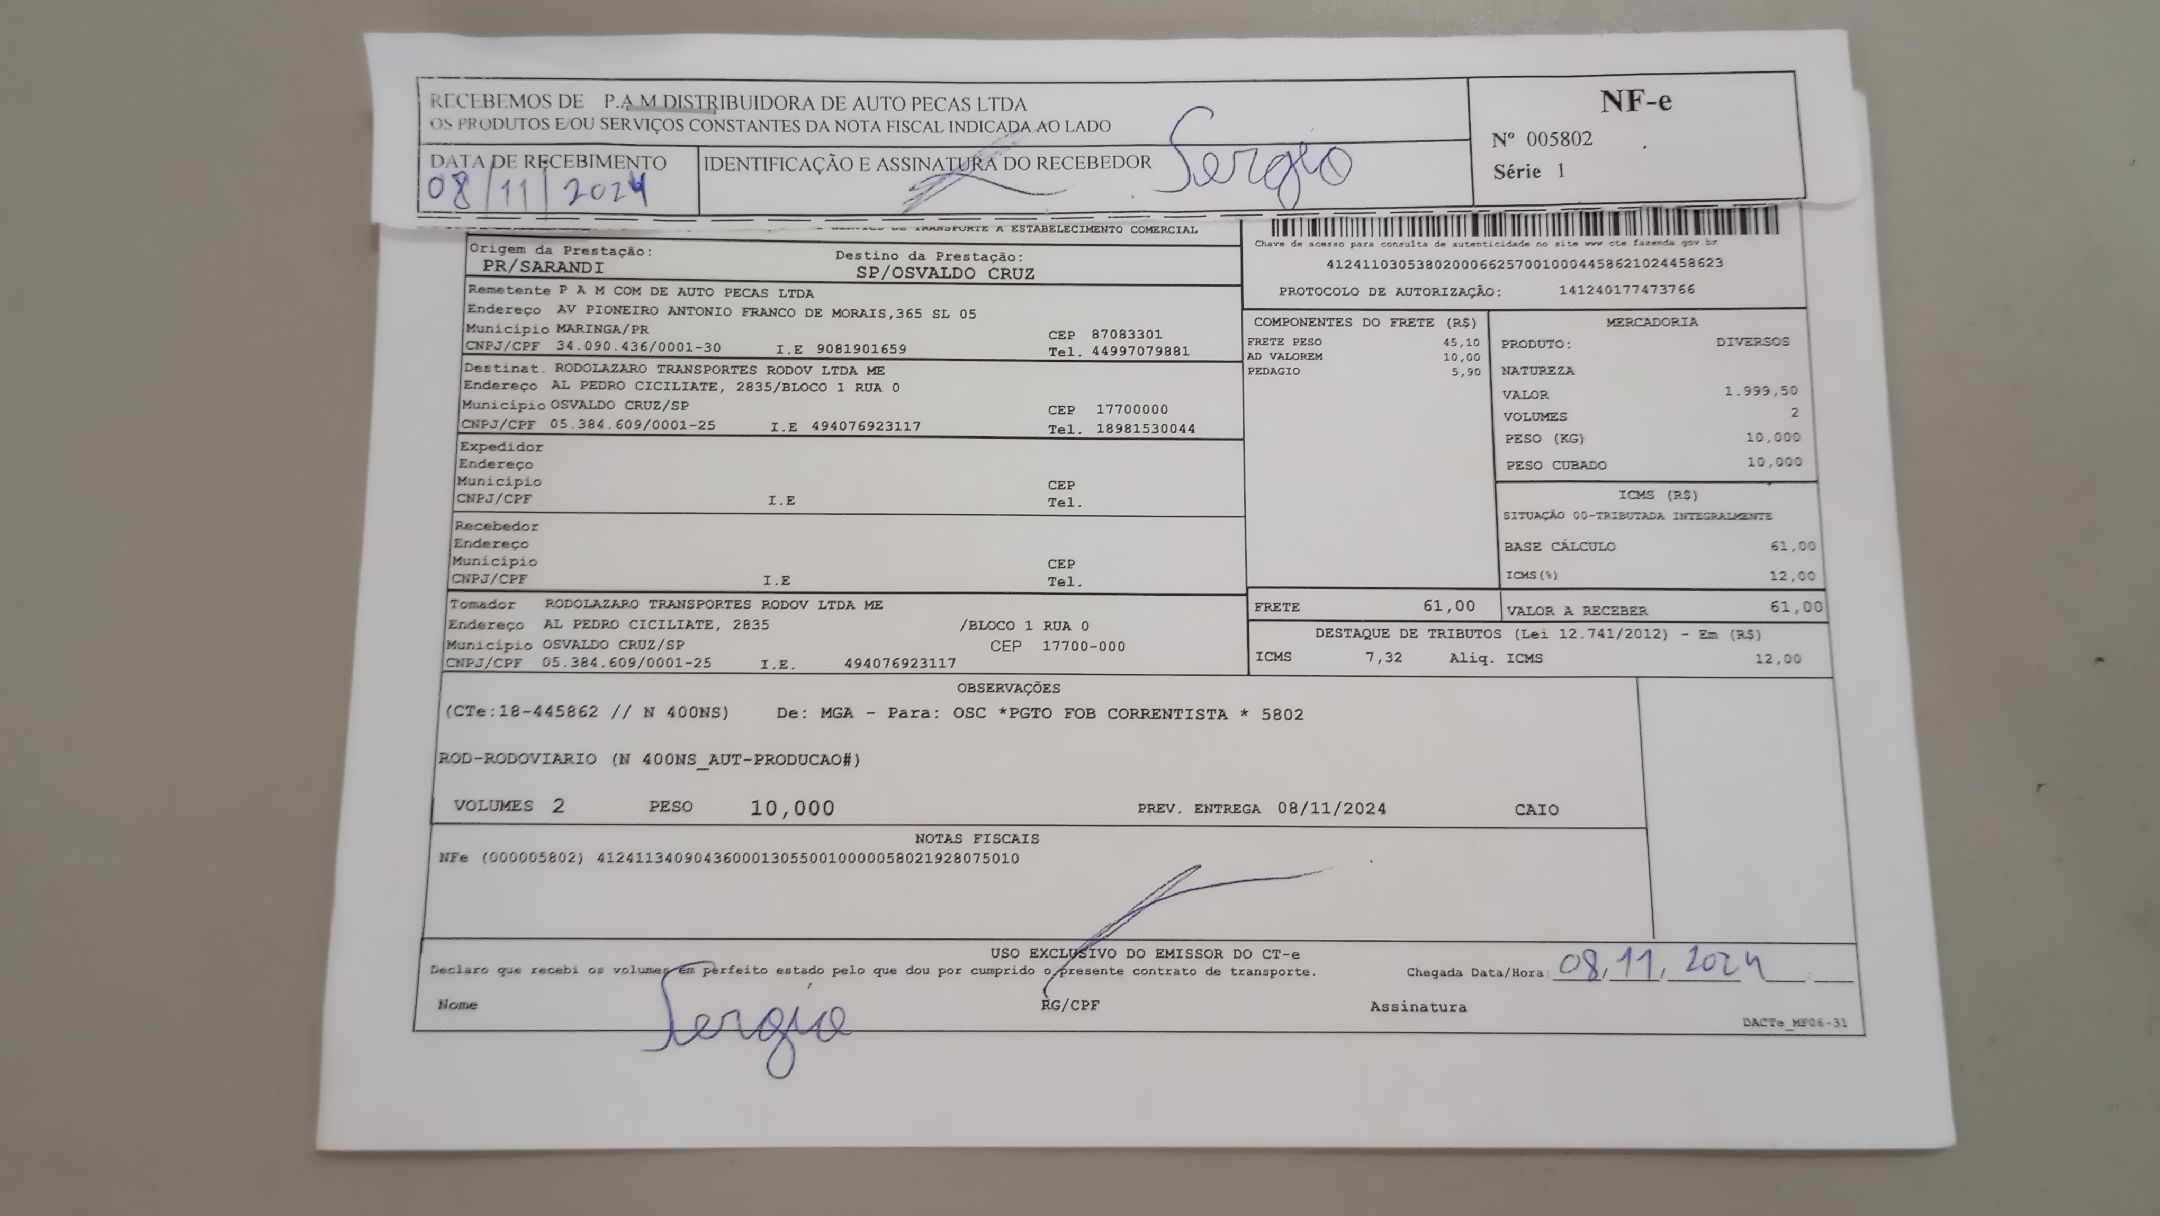 RECEBEMOS DE P.A M DISTRIBUIDORA DE AUTO PECAS LTDA
OS PRODUTOS E/OU SERVIÇOS CONSTANTES DA NOTA FISCAL INDICADA AO LADO
DATA DE RECEBIMENTO
08/11/2024
IDENTIFICAÇÃO E ASSINATURA DO RECEBEDOR
Sergio
NF-e
Nº 005802
Série 1
TRANSPORTE A ESTABELECIMENTO COMERCIAL
Origem da Prestação:
PR/SARANDI
Destino da Prestação:
SP/OSVALDO CRUZ
Chave de acesso para consulta de autenticidade no site www cte.fazenda.gov.br
41241103053802000662570010004458621024458623
PROTOCOLO DE AUTORIZAÇÃO: 141240177473766
Remetente P A M COM DE AUTO PECAS LTDA
Endereço AV PIONEIRO ANTONIO FRANCO DE MORAIS,365 SL 05
Município MARINGA/PR CEP 87083301
CNPJ/CPF 34.090.436/0001-30 I.E 9081901659 Tel. 44997079881
Destinat. RODOLAZARO TRANSPORTES RODOV LTDA ME
Endereço AL PEDRO CICILIATE, 2835/BLOCO 1 RUA 0
Município OSVALDO CRUZ/SP CEP 17700000
CNPJ/CPF 05.384.609/0001-25 I.E 494076923117 Tel. 18981530044
Expedidor
Endereço
Município CEP
CNPJ/CPF I.E Tel.
Recebedor
Endereço
Município CEP
CNPJ/CPF I.E Tel.
Tomador RODOLAZARO TRANSPORTES RODOV LTDA ME
Endereço AL PEDRO CICILIATE, 2835 /BLOCO 1 RUA 0
Município OSVALDO CRUZ/SP CEP 17700-000
CNPJ/CPF 05.384.609/0001-25 I.E. 494076923117
COMPONENTES DO FRETE (R$)
FRETE PESO 45,10
AD VALOREM 10,00
PEDAGIO 5,90
MERCADORIA
PRODUTO: DIVERSOS
NATUREZA
VALOR 1.999,50
VOLUMES 2
PESO (KG) 10,000
PESO CUBADO 10,000
ICMS (R$)
SITUAÇÃO 00-TRIBUTADA INTEGRALMENTE
BASE CÁLCULO 61,00
ICMS(%) 12,00
FRETE 61,00
VALOR A RECEBER 61,00
DESTAQUE DE TRIBUTOS (Lei 12.741/2012) - Em (R$)
ICMS 7,32 Aliq. ICMS 12,00
OBSERVAÇÕES
(CTe:18-445862 // N 400NS) De: MGA - Para: OSC *PGTO FOB CORRENTISTA * 5802
ROD-RODOVIARIO (N 400NS_AUT-PRODUCAO#)
VOLUMES 2 PESO 10,000 PREV. ENTREGA 08/11/2024 CAIO
NOTAS FISCAIS
NFe (000005802) 41241134090436000130550010000058021928075010
USO EXCLUSIVO DO EMISSOR DO CT-e
Declaro que recebi os volumes em perfeito estado pelo que dou por cumprido o presente contrato de transporte.
Chegada Data/Hora: 08/11/2024
Nome Sergio RG/CPF Assinatura
DACTe_MF06-31